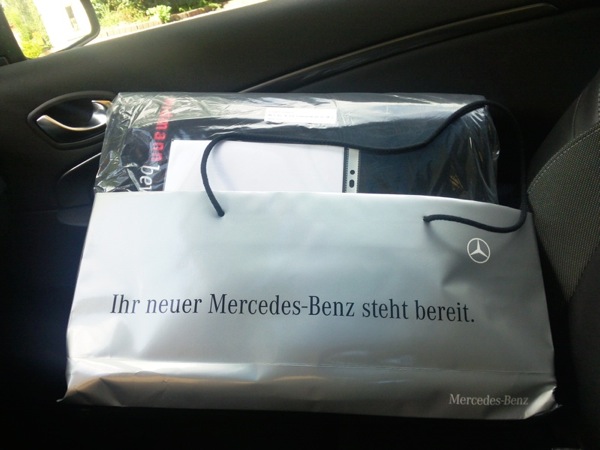 Ihr neuer Mercedes-Benz steht bereit.
Mercedes-Benz